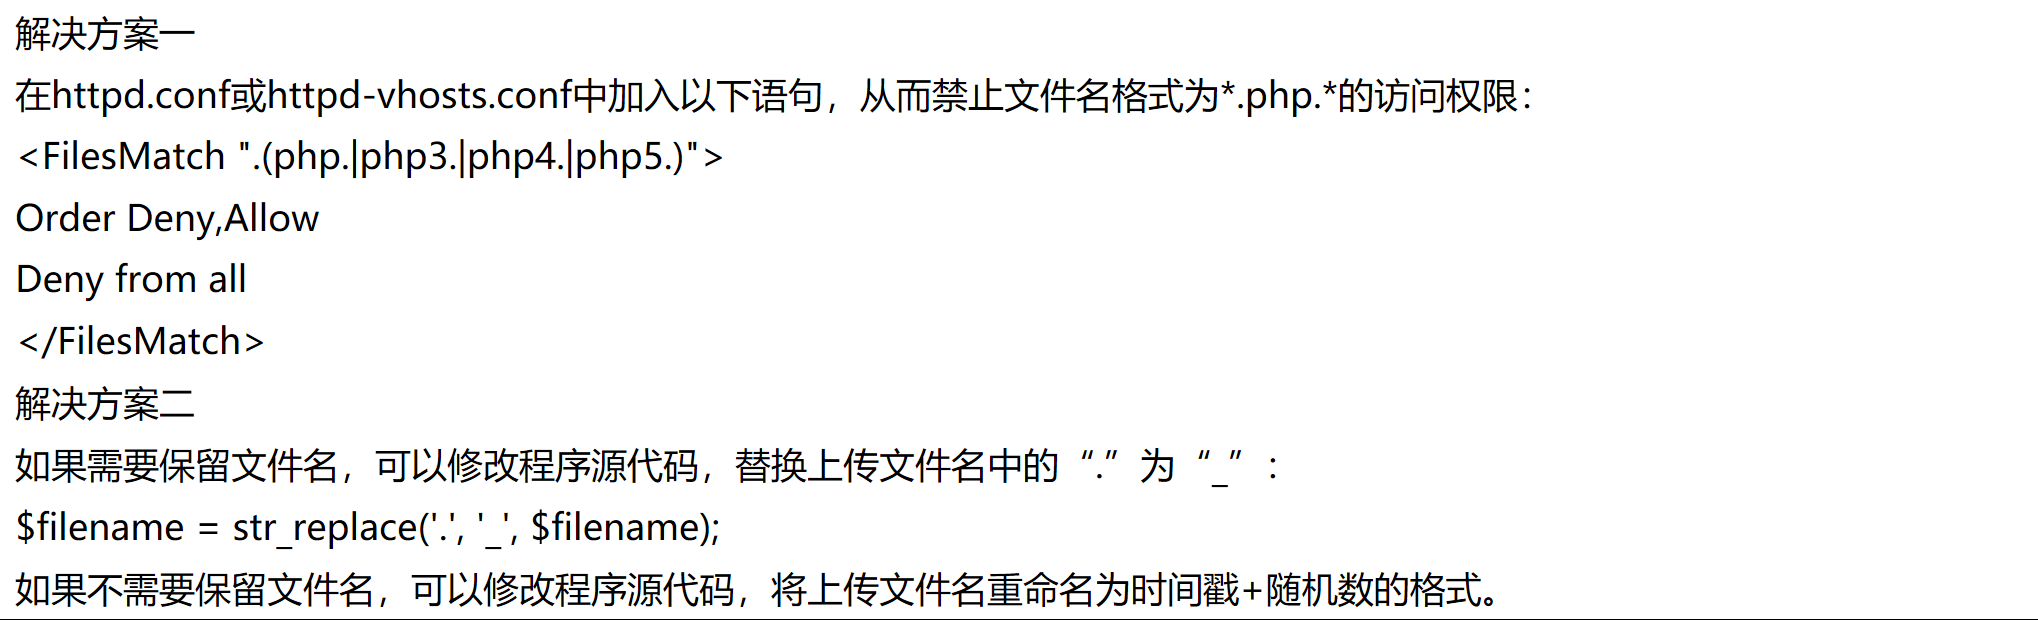 解决方案一
在httpd.conf或httpd-vhosts.conf中加入以下语句，从而禁止文件名格式为*.php.*的访问权限：
<FilesMatch ".(php.|php3.|php4.|php5.)">
Order Deny,Allow
Deny from all
</FilesMatch>
解决方案二
如果需要保留文件名，可以修改程序源代码，替换上传文件名中的“.”为“_”：
$filename = str_replace('.', '_', $filename);
如果不需要保留文件名，可以修改程序源代码，将上传文件名重命名为时间戳+随机数的格式。